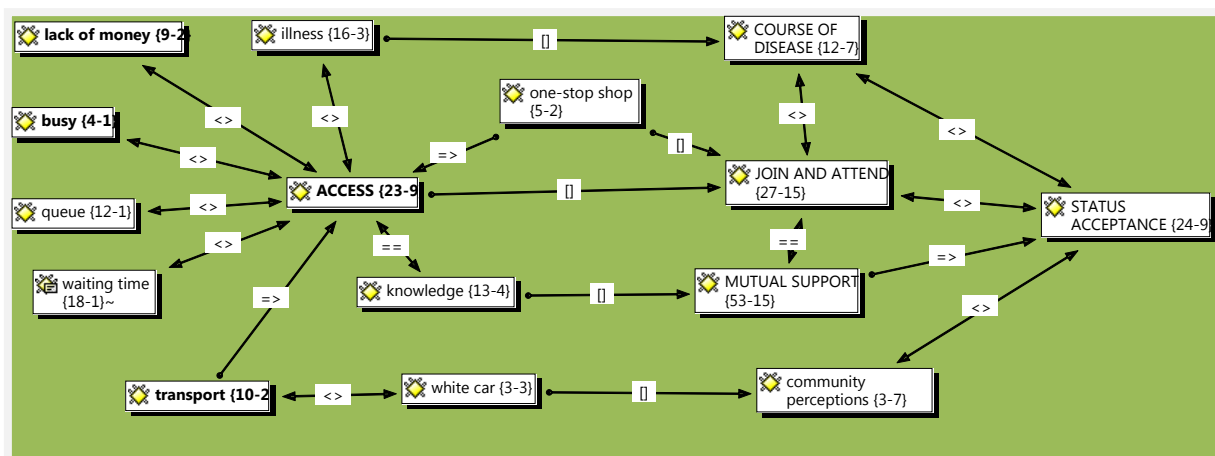 lack of money {9-2
illness {16-3}
[]
COURSE OF
DISEASE {12-7}
one-stop shop
{5-2}
<>
<>
<>
<>
busy {4-1}
=>
[]
<>
JOIN AND ATTEND
{27-15}
ACCESS {23-9
[]
queue {12-1}
<>
<>
STATUS
ACCEPTANCE {24-9}
<>
==
==
=>
waiting time
{18-1}~
knowledge {13-4}
[]
MUTUAL SUPPORT
{53-15}
=>
<>
transport {10-2
<>
white car {3-3}
[]
community
perceptions {3-7}